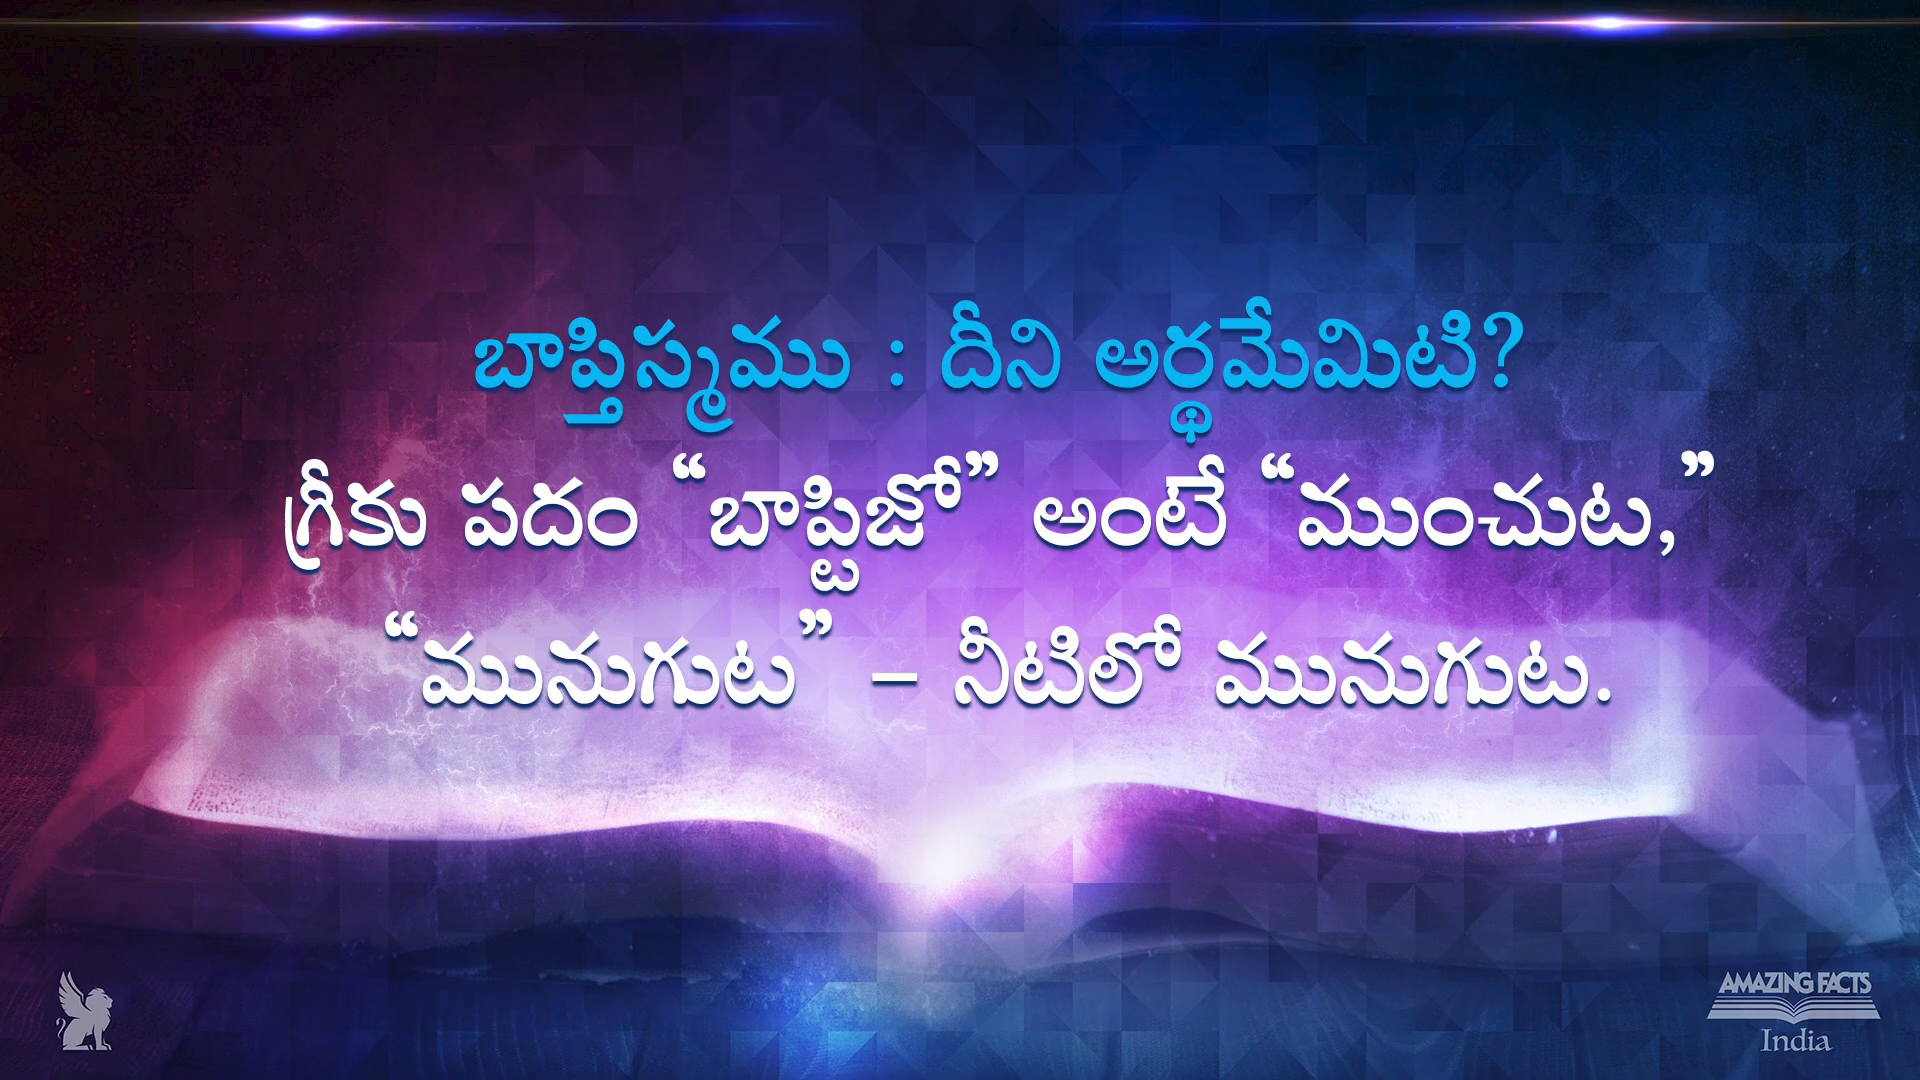 బాప్తిస్మము : దీని అర్థమేమిటి?
గ్రీకు పదం “బాప్టిజో” అంటే “ముంచుట,”
“మునుగుట” – నీటిలో మునుగుట.
AMAZING FACTS
India